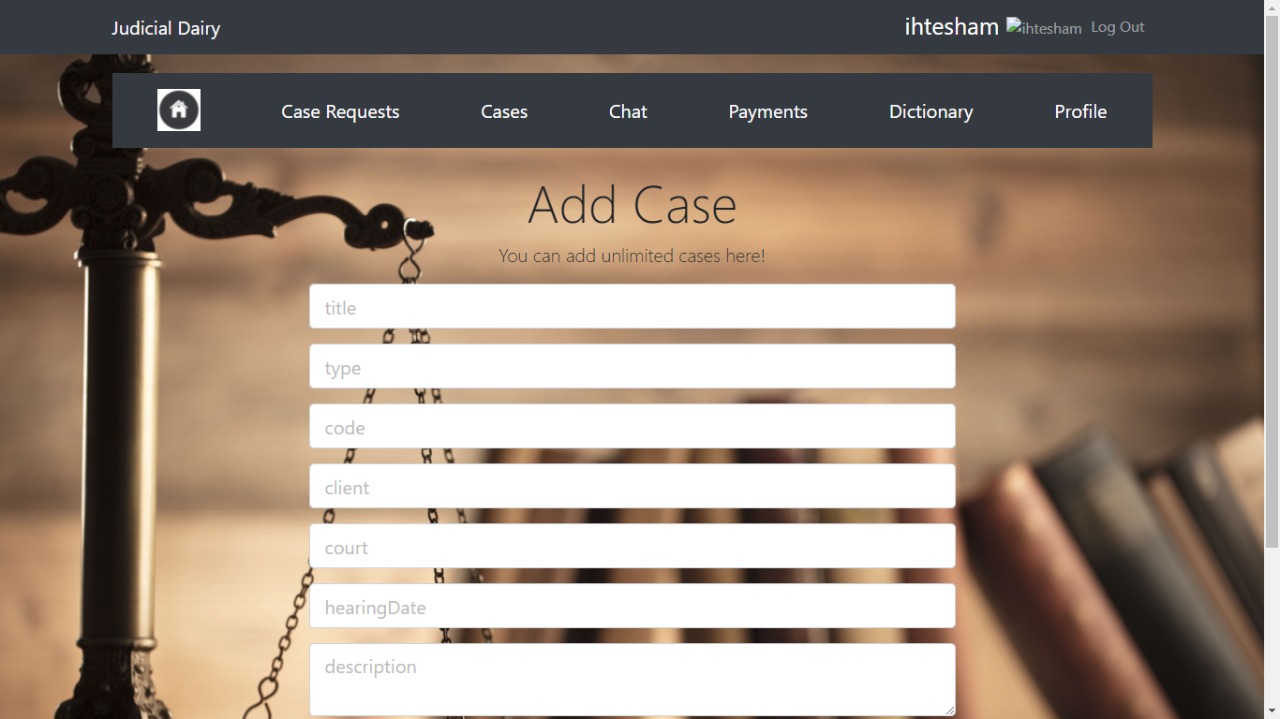 Judicial Dairy
ihtesham ihtesham Log Out
Case Requests Cases Chat Payments Dictionary Profile
Add Case
You can add unlimited cases here!
title
type
code
client
court
hearingDate
description